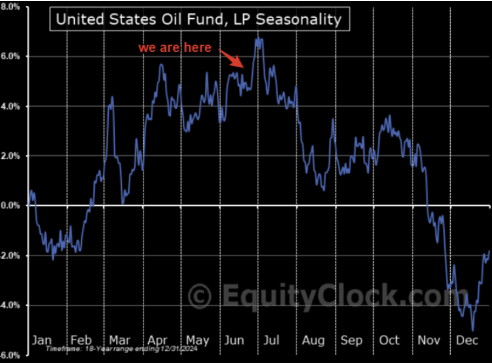 United States Oil Fund, LP Seasonality
we are here
8.0%
6.0%
4.0%
2.0%
0.0%
2.0%
4.0%
6.0%
© EquityClock.com
Jan Feb Mar Apr May Jun Jul Aug Sep Oct Nov Dec
Timeframe: 18-Year range ending 12/31/2024